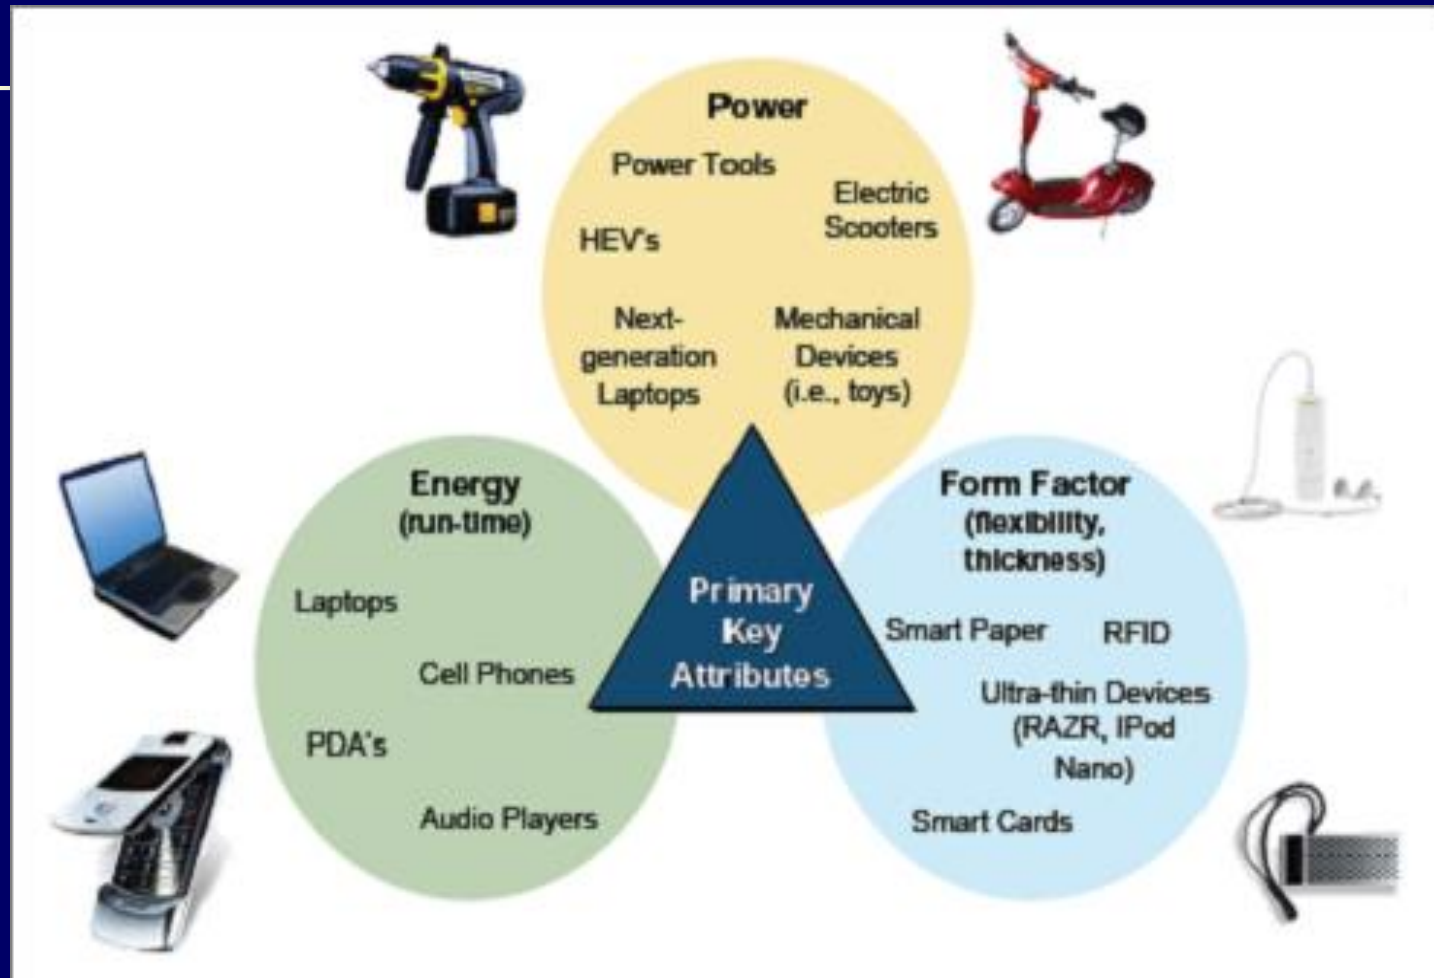 Power
Power Tools
Electric
Scooters
HEV's
Next-
generation
Laptops
Mechanical
Devices
(i.e., toys)
Energy
(run-time)
Laptops
Cell Phones
PDA's
Audio Players
Primary
Key
Attributes
Form Factor
(flexibility,
thickness)
Smart Paper
RFID
Ultra-thin Devices
(RAZR, IPod
Nano)
Smart Cards